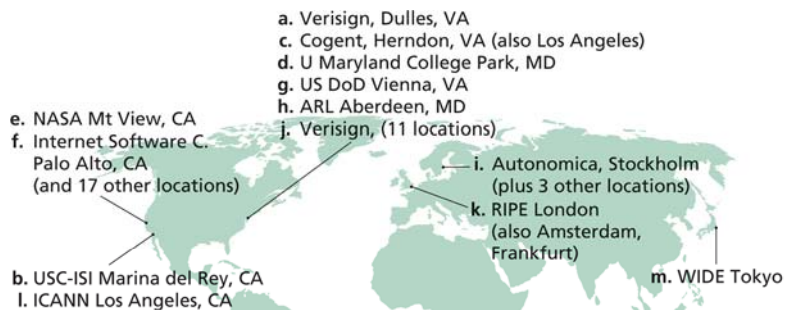 a. Verisign, Dulles, VA
c. Cogent, Herndon, VA (also Los Angeles)
d. U Maryland College Park, MD
g. US DoD Vienna, VA
h. ARL Aberdeen, MD
j. Verisign, (11 locations)
e. NASA Mt View, CA
f. Internet Software C.
Palo Alto, CA
(and 17 other locations)
i. Autonomica, Stockholm
(plus 3 other locations)
k. RIPE London
(also Amsterdam,
Frankfurt)
m. WIDE Tokyo
b. USC-ISI Marina del Rey, CA
l. ICANN Los Angeles, CA